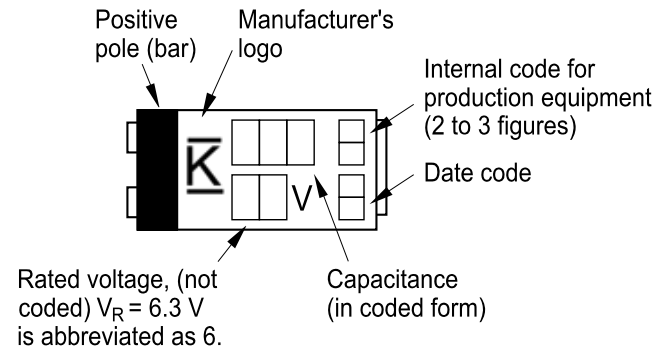 Positive
pole (bar)
Manufacturer's
logo
Internal code for
production equipment
(2 to 3 figures)
Date code
K
V
Rated voltage, (not
coded) VR = 6.3 V
is abbreviated as 6.
Capacitance
(in coded form)